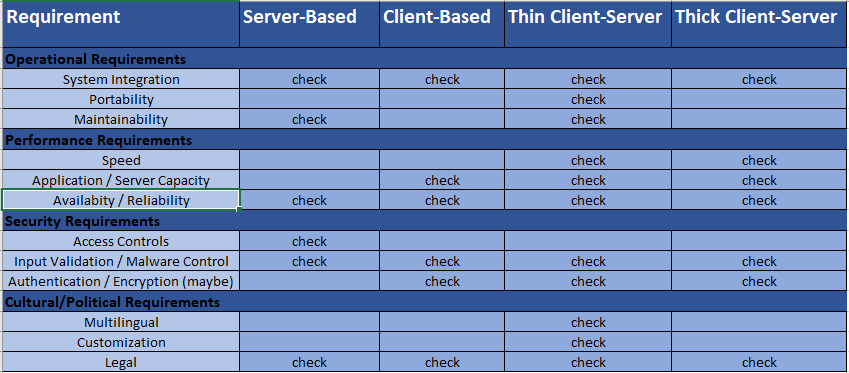 Requirement Server-Based Client-Based Thin Client-Server Thick Client-Server
Operational Requirements
System Integration check check check check
Portability check
Maintainability check check
Performance Requirements
Speed check check
Application / Server Capacity check check check
Availabity / Reliability check check check check
Security Requirements
Access Controls check
Input Validation / Malware Control check check check check
Authentication / Encryption (maybe) check check check
Cultural/Political Requirements
Multilingual check
Customization check
Legal check check check check